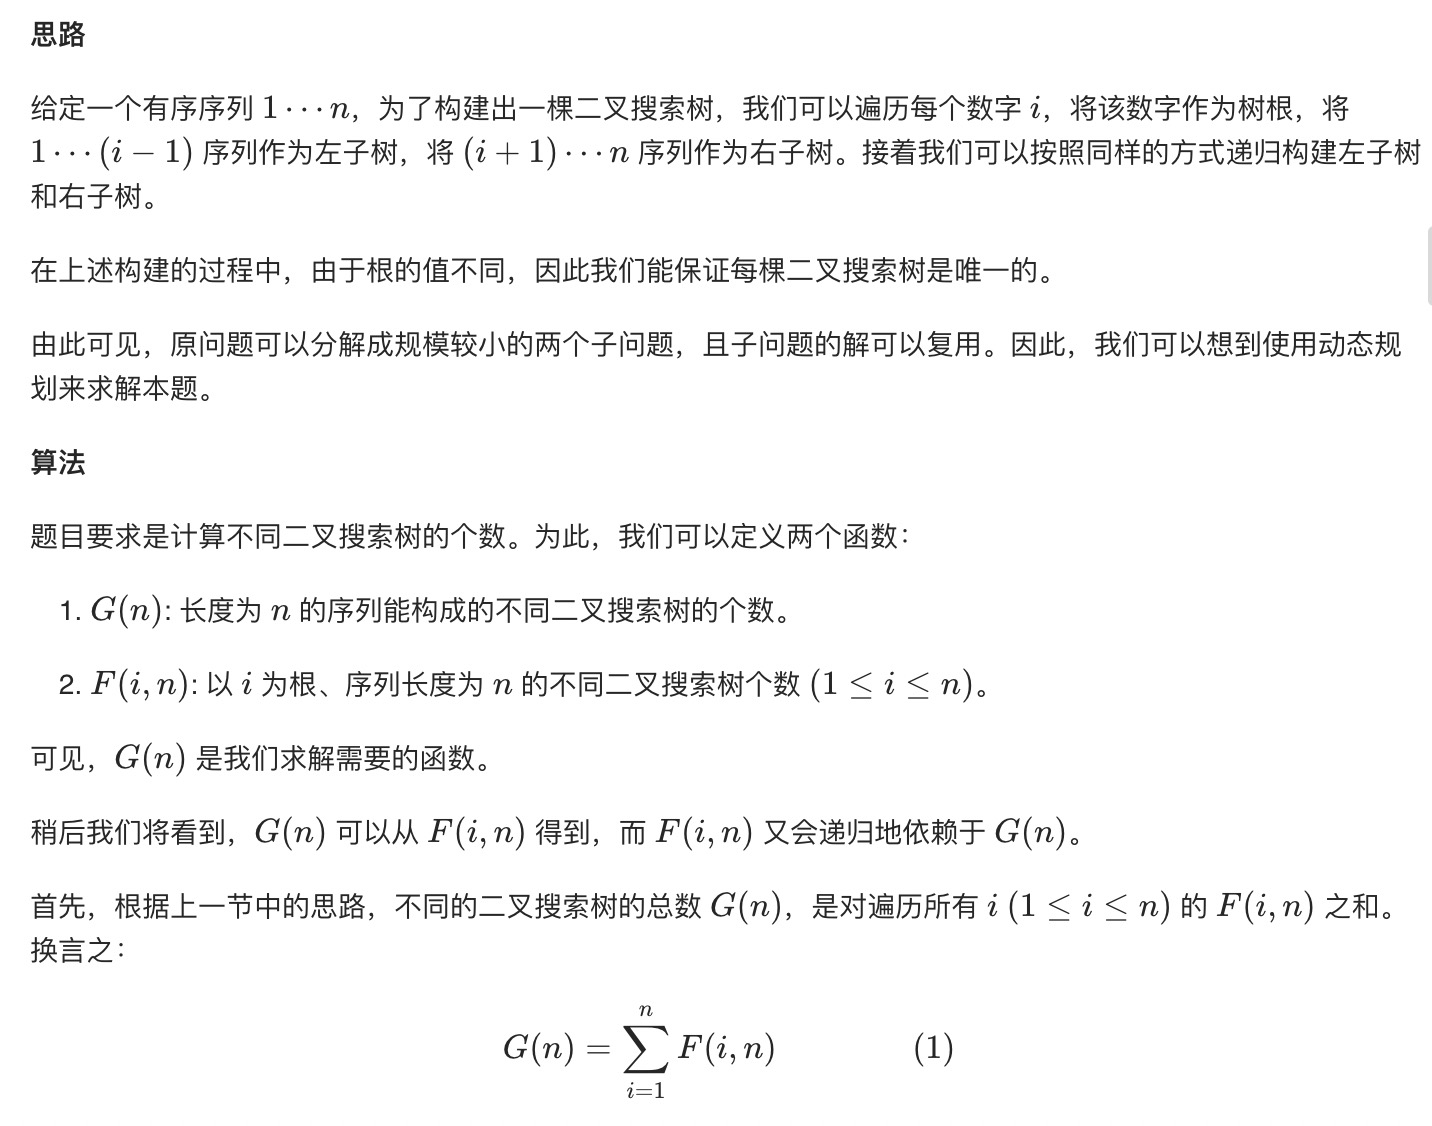 思路
给定一个有序序列 1⋯n，为了构建出一棵二叉搜索树，我们可以遍历每个数字 i，将该数字作为树根，将
1⋯(i−1) 序列作为左子树，将 (i+1)⋯n 序列作为右子树。接着我们可以按照同样的方式递归构建左子树
和右子树。
在上述构建的过程中，由于根的值不同，因此我们能保证每棵二叉搜索树是唯一的。
由此可见，原问题可以分解成规模较小的两个子问题，且子问题的解可以复用。因此，我们可以想到使用动态规
划来求解本题。
算法
题目要求是计算不同二叉搜索树的个数。为此，我们可以定义两个函数：
1. G(n): 长度为 n 的序列能构成的不同二叉搜索树的个数。
2. F(i,n): 以 i 为根、序列长度为 n 的不同二叉搜索树个数 (1≤i≤n)。
可见，G(n) 是我们求解需要的函数。
稍后我们将看到，G(n) 可以从 F(i,n) 得到，而 F(i,n) 又会递归地依赖于 G(n)。
首先，根据上一节中的思路，不同的二叉搜索树的总数 G(n)，是对遍历所有 i (1≤i≤n) 的 F(i,n) 之和。
换言之：
G(n) = ∑_{i=1}^{n} F(i,n) (1)